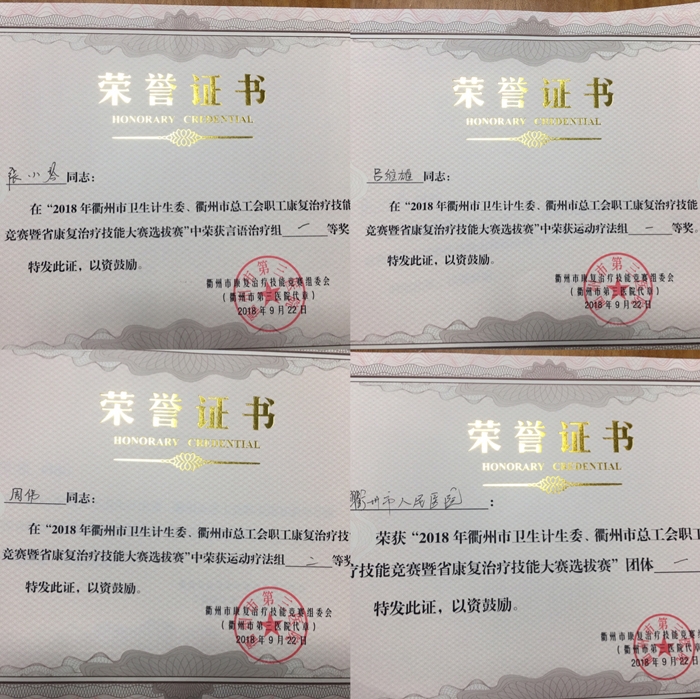 荣誉证书
HONORARY CREDENTIAL
张小琴同志：
在“2018年衢州市卫生计生委、衢州市总工会职工康复治疗技能
竞赛暨省康复治疗技能大赛选拔赛”中荣获言语治疗组一等奖。
特发此证，以资鼓励。
衢州市康复治疗技能竞赛组委会
（衢州市第三医院代章）
2018年9月22日
荣誉证书
HONORARY CREDENTIAL
吕维雄同志：
在“2018年衢州市卫生计生委、衢州市总工会职工康复治疗技能
竞赛暨省康复治疗技能大赛选拔赛”中荣获运动疗法组一等奖。
特发此证，以资鼓励。
衢州市康复治疗技能竞赛组委会
（衢州市第三医院代章）
2018年9月22日
荣誉证书
HONORARY CREDENTIAL
周伟同志：
在“2018年衢州市卫生计生委、衢州市总工会职工康复治疗技
竞赛暨省康复治疗技能大赛选拔赛”中荣获运动疗法组二等奖
特发此证，以资鼓励。
衢州市康复治疗技能竞赛组委会
（衢州市第三医院代章）
2018年9月22日
荣誉证书
HONORARY CREDENTIAL
衢州市人民医院：
荣获“2018年衢州市卫生计生委、衢州市总工会职工
疗技能竞赛暨省康复治疗技能大赛选拔赛”团体一
特发此证，以资鼓励。
衢州市康复治疗技能竞赛
（衢州市第三医院代章
2018年9月22日